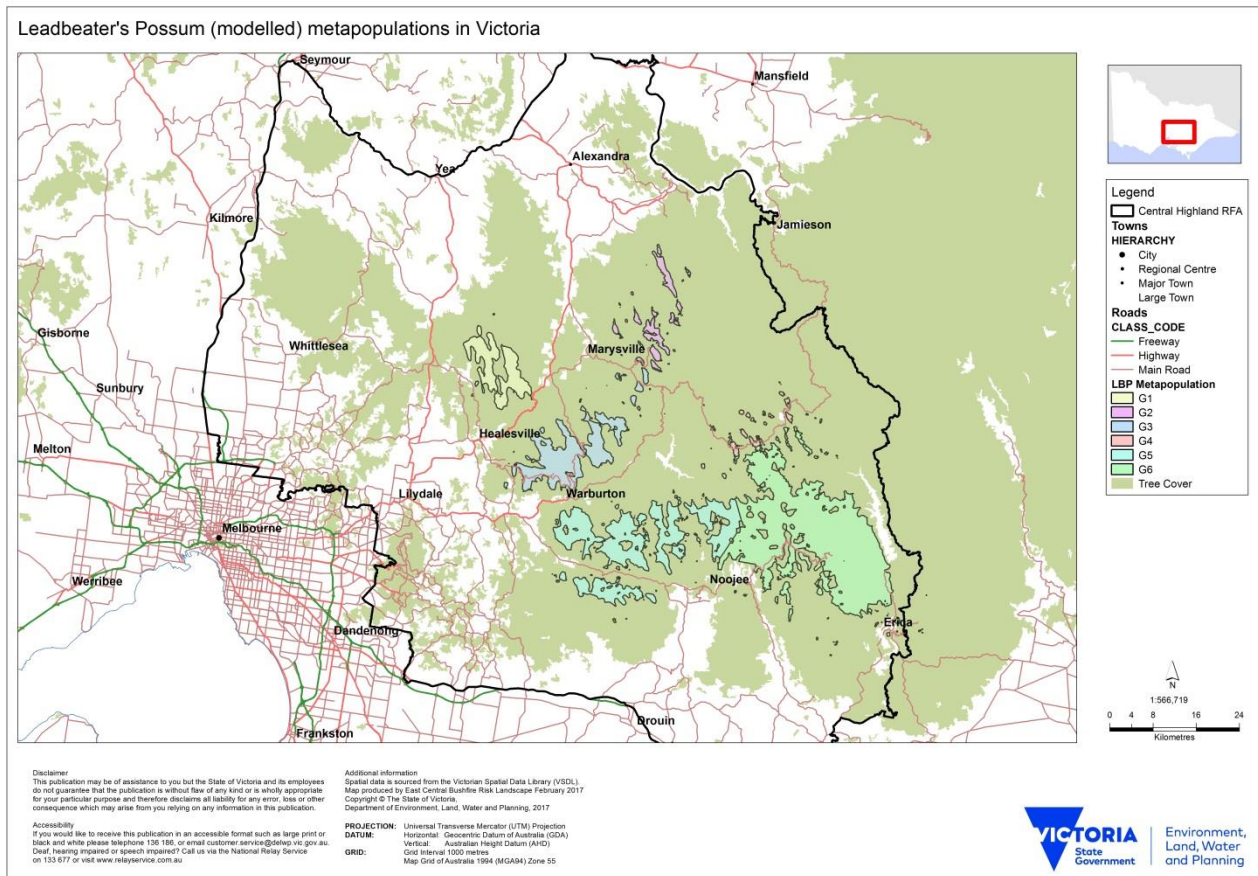 Leadbeater's Possum (modelled) metapopulations in Victoria
Seymour
Mansfield
Alexandra
Yea
Kilmore
Jamieson
Gisborne
Whittlesea
Marysville
Sunbury
Healesville
Melton
Lilydale
Warburton
Melbourne
Noojee
Werribee
Erica
Dandenong
Drouin
Frankston
Legend
Central Highland RFA
Towns
HIERARCHY
City
Regional Centre
Major Town
Large Town
Roads
CLASS_CODE
Freeway
Highway
Main Road
LBP Metapopulation
G1
G2
G3
G4
G5
G6
Tree Cover
N
1:566,719
0 4 8 16 24
Kilometres
Disclaimer
This publication may be of assistance to you but the State of Victoria and its employees
do not guarantee that the publication is without flaw of any kind or is wholly appropriate
for your particular purpose and therefore disclaims all liability for any error, loss or other
consequence which may arise from you relying on any information in this publication.
Accessibility
If you would like to receive this publication in an accessible format such as large print or
black and white please telephone 136 186, or email customer.service@delwp.vic.gov.au.
Deaf, hearing impaired or speech impaired? Call us via the National Relay Service
on 133 677 or visit www.relayservice.com.au
Additional information
Spatial data is sourced from the Victorian Spatial Data Library (VSDL).
Map produced by East Central Bushfire Risk Landscape February 2017
Copyright © The State of Victoria,
Department of Environment, Land, Water and Planning, 2017
PROJECTION: Universal Transverse Mercator (UTM) Projection
DATUM: Horizontal: Geocentric Datum of Australia (GDA)
Vertical: Australian Height Datum (AHD)
GRID: Grid Interval 1000 metres
Map Grid of Australia 1994 (MGA94) Zone 55
VICTORIA
State
Government
Environment,
Land, Water
and Planning